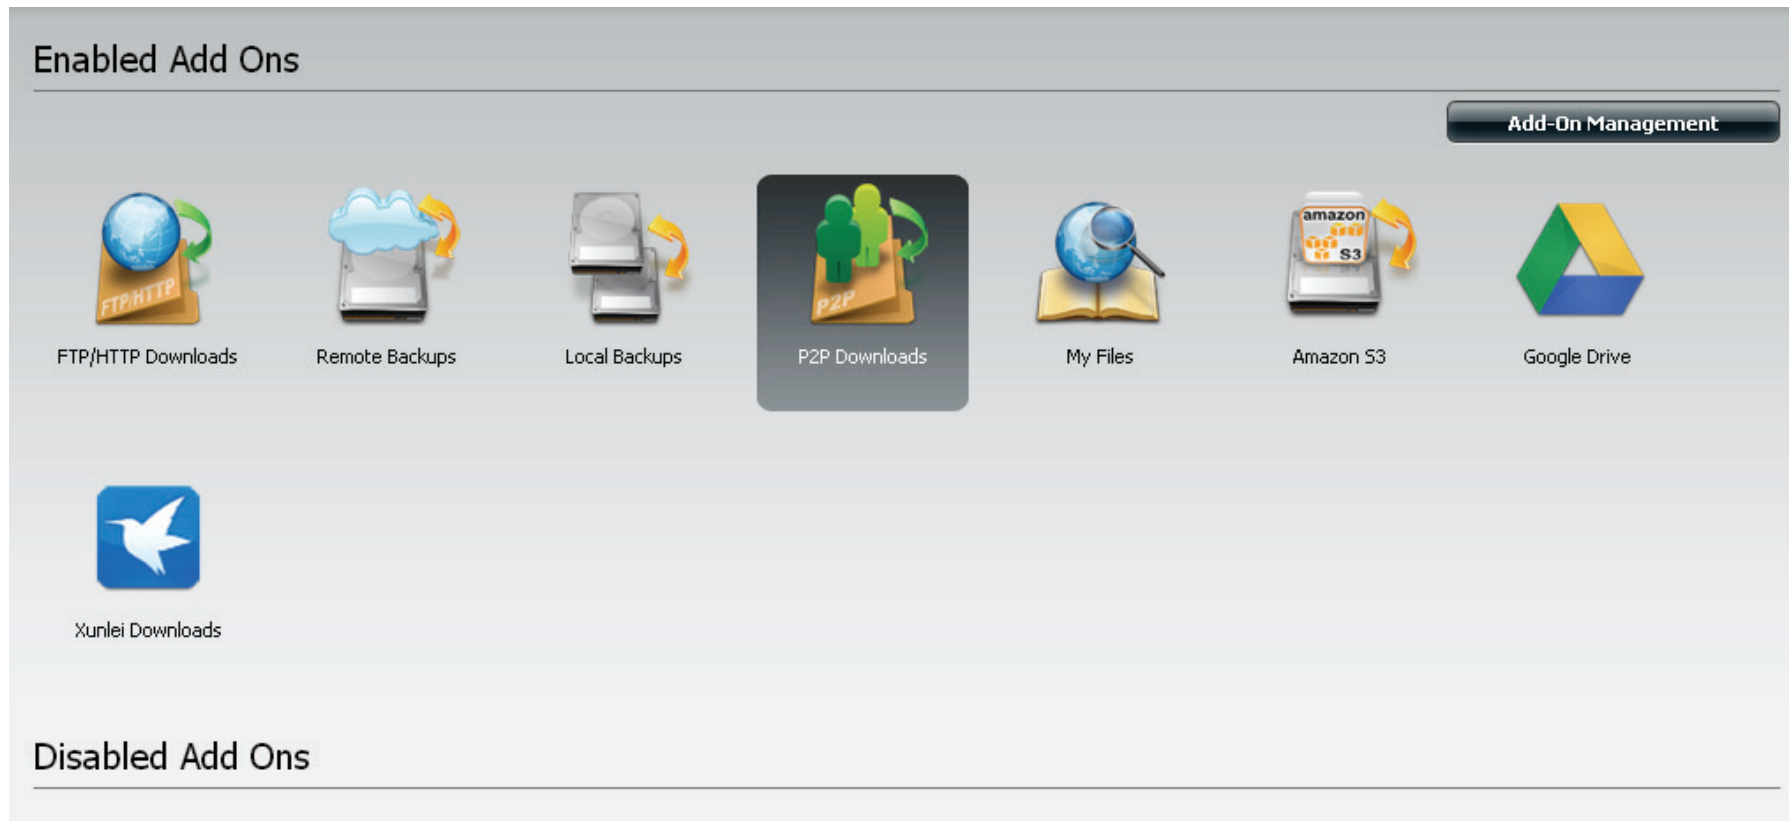 Enabled Add Ons
Add-On Management
FTP/HTTP
P2P
amazon
S3
FTP/HTTP Downloads
Remote Backups
Local Backups
P2P Downloads
My Files
Amazon S3
Google Drive
Xunlei Downloads
Disabled Add Ons